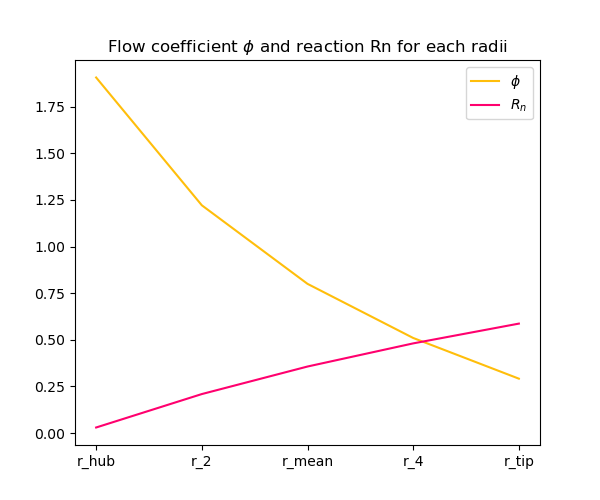 Flow coefficient ϕ and reaction Rn for each radii
ϕ
Rₙ
1.75
1.50
1.25
1.00
0.75
0.50
0.25
0.00
r_hub r_2 r_mean r_4 r_tip